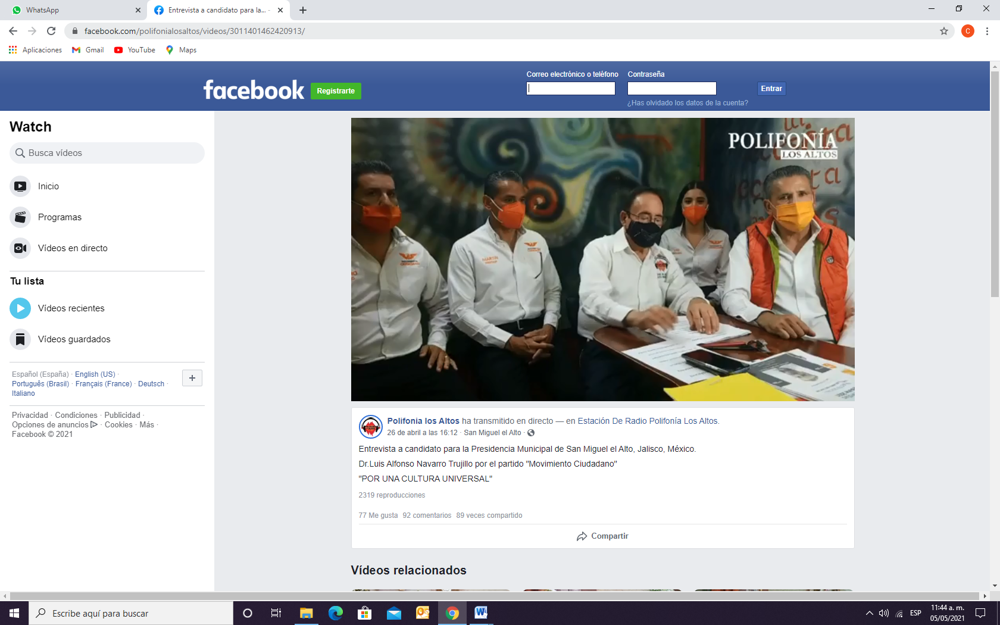 WhatsApp
Entrevista a candidato para la... -
facebook.com/polifonialosaltos/videos/3011401462420913/
C
Aplicaciones
Gmail
YouTube
Maps
facebook
Registrarte
Correo electrónico o teléfono
Contraseña
Entrar
¿Has olvidado los datos de la cuenta?
Watch
Busca vídeos
Inicio
Programas
Vídeos en directo
Tu lista
Vídeos recientes
Vídeos guardados
Español (España) · English (US) ·
Português (Brasil) · Français (France) · Deutsch ·
Italiano
Privacidad · Condiciones · Publicidad ·
Opciones de anuncios · Cookies · Más ·
Facebook © 2021
POLIFONÍA
LOS ALTOS
MARTÍN
Polifonia los Altos ha transmitido en directo — en Estación De Radio Polifonía Los Altos.
26 de abril a las 16:12 · San Miguel el Alto ·
Entrevista a candidato para la Presidencia Municipal de San Miguel el Alto, Jalisco, México.
Dr.Luis Alfonso Navarro Trujillo por el partido "Movimiento Ciudadano"
"POR UNA CULTURA UNIVERSAL"
2319 reproducciones
77 Me gusta 92 comentarios 89 veces compartido
Compartir
Vídeos relacionados
Escribe aquí para buscar
ESP
11:44 a. m.
05/05/2021